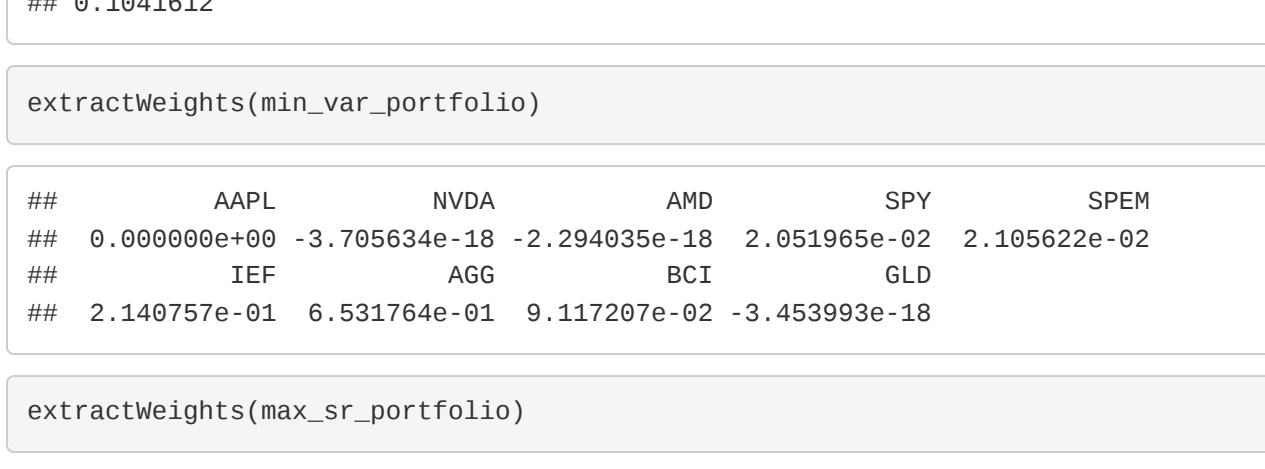 ## 0.1041612
extractWeights(min_var_portfolio)
## AAPL NVDA AMD SPY SPEM
## 0.000000e+00 -3.705634e-18 -2.294035e-18 2.051965e-02 2.105622e-02
## IEF AGG BCI GLD
## 2.140757e-01 6.531764e-01 9.117207e-02 -3.453993e-18
extractWeights(max_sr_portfolio)